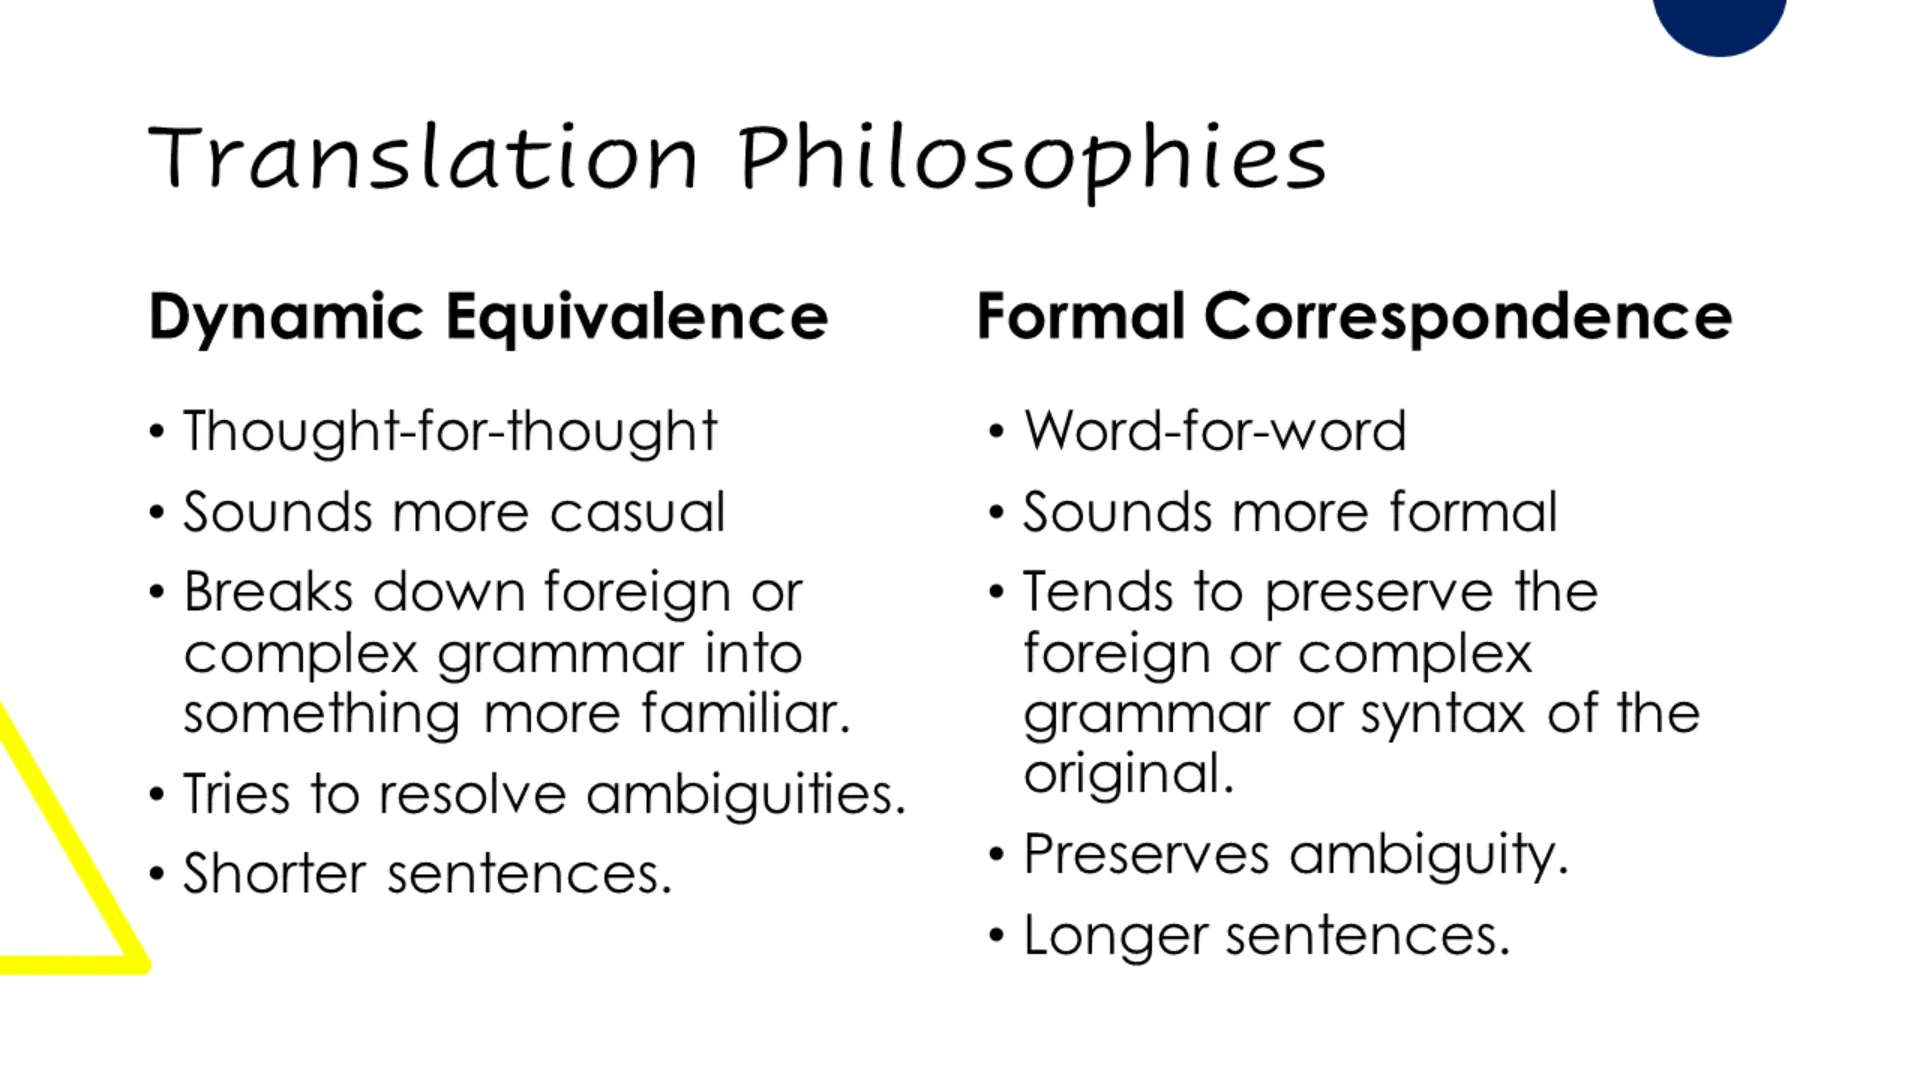 Translation Philosophies
Dynamic Equivalence
• Thought-for-thought
• Sounds more casual
• Breaks down foreign or
complex grammar into
something more familiar.
• Tries to resolve ambiguities.
• Shorter sentences.
Formal Correspondence
• Word-for-word
• Sounds more formal
• Tends to preserve the
foreign or complex
grammar or syntax of the
original.
• Preserves ambiguity.
• Longer sentences.